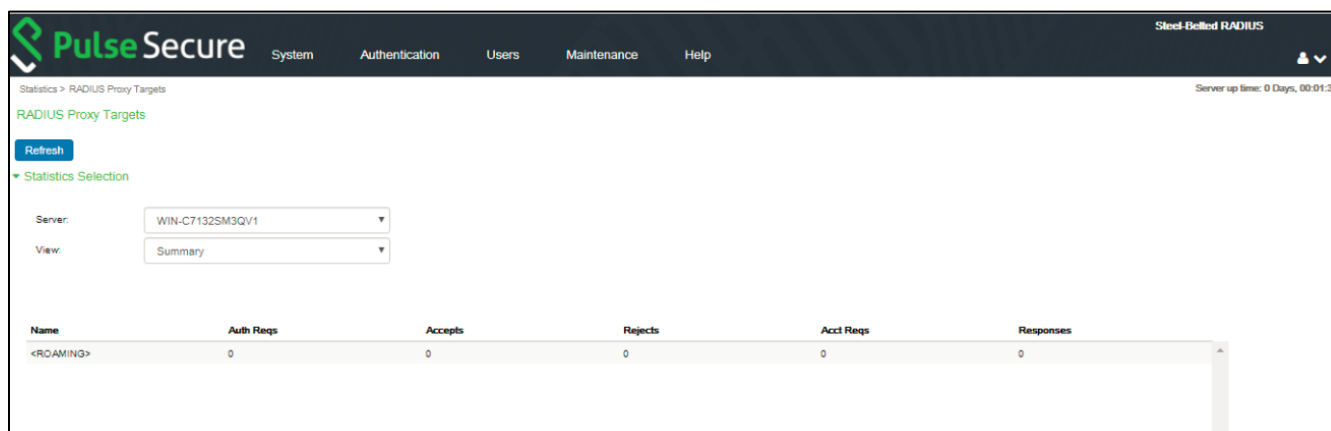 Steel-Belted RADIUS
Pulse Secure System Authentication Users Maintenance Help
Statistics > RADIUS Proxy Targets Server up time: 0 Days, 00:01:3
RADIUS Proxy Targets
Refresh
Statistics Selection
Server: WIN-C7132SM3QV1
View: Summary
Name Auth Reqs Accepts Rejects Acct Reqs Responses
<ROAMING> 0 0 0 0 0